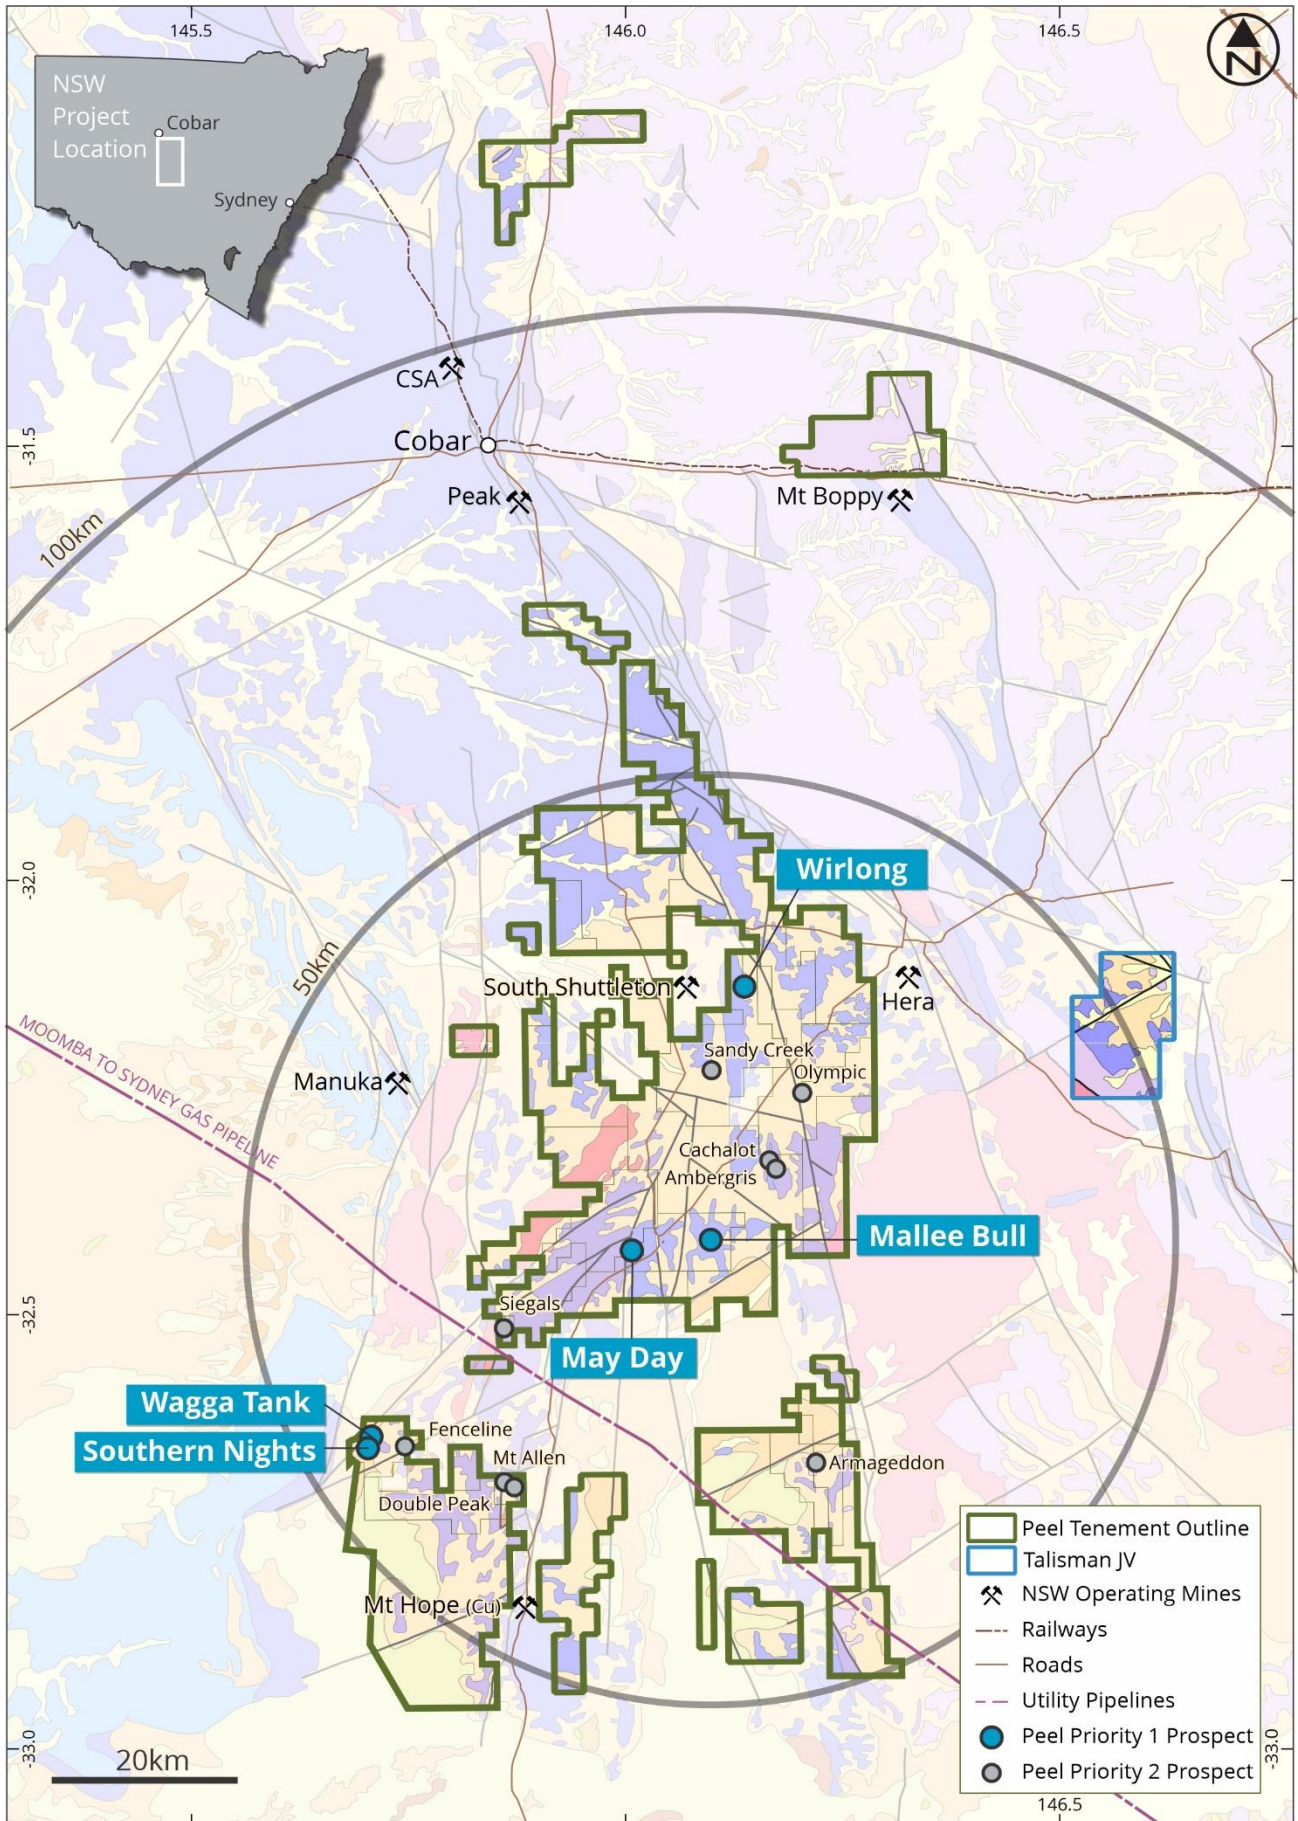 145.5
146.0
146.5
N
NSW
Project
Location
Cobar
Sydney
CSA
-31.5
Cobar
Peak
Mt Boppy
100km
-32.0
Wirlong
50km
South Shuttleton
Hera
MOOMBA TO SYDNEY GAS PIPELINE
Sandy Creek
Olympic
Manuka
Cachalot
Ambergris
Mallee Bull
-32.5
Siegals
May Day
Wagga Tank
Southern Nights
Fenceline
Mt Allen
Double Peak
Armageddon
Mt Hope (Cu)
Peel Tenement Outline
Talisman JV
NSW Operating Mines
Railways
Roads
Utility Pipelines
Peel Priority 1 Prospect
Peel Priority 2 Prospect
-33.0
-33.0
20km
146.5